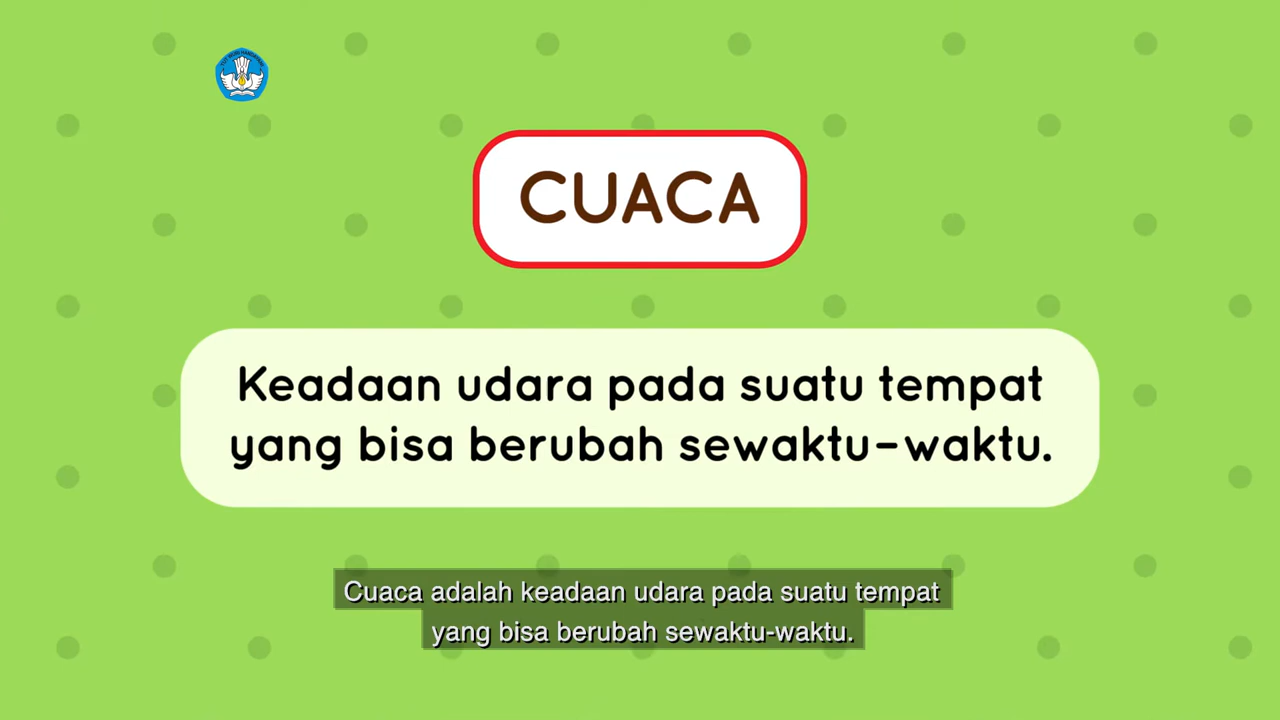 CUACA
Keadaan udara pada suatu tempat
yang bisa berubah sewaktu-waktu.
Cuaca adalah keadaan udara pada suatu tempat
yang bisa berubah sewaktu-waktu.